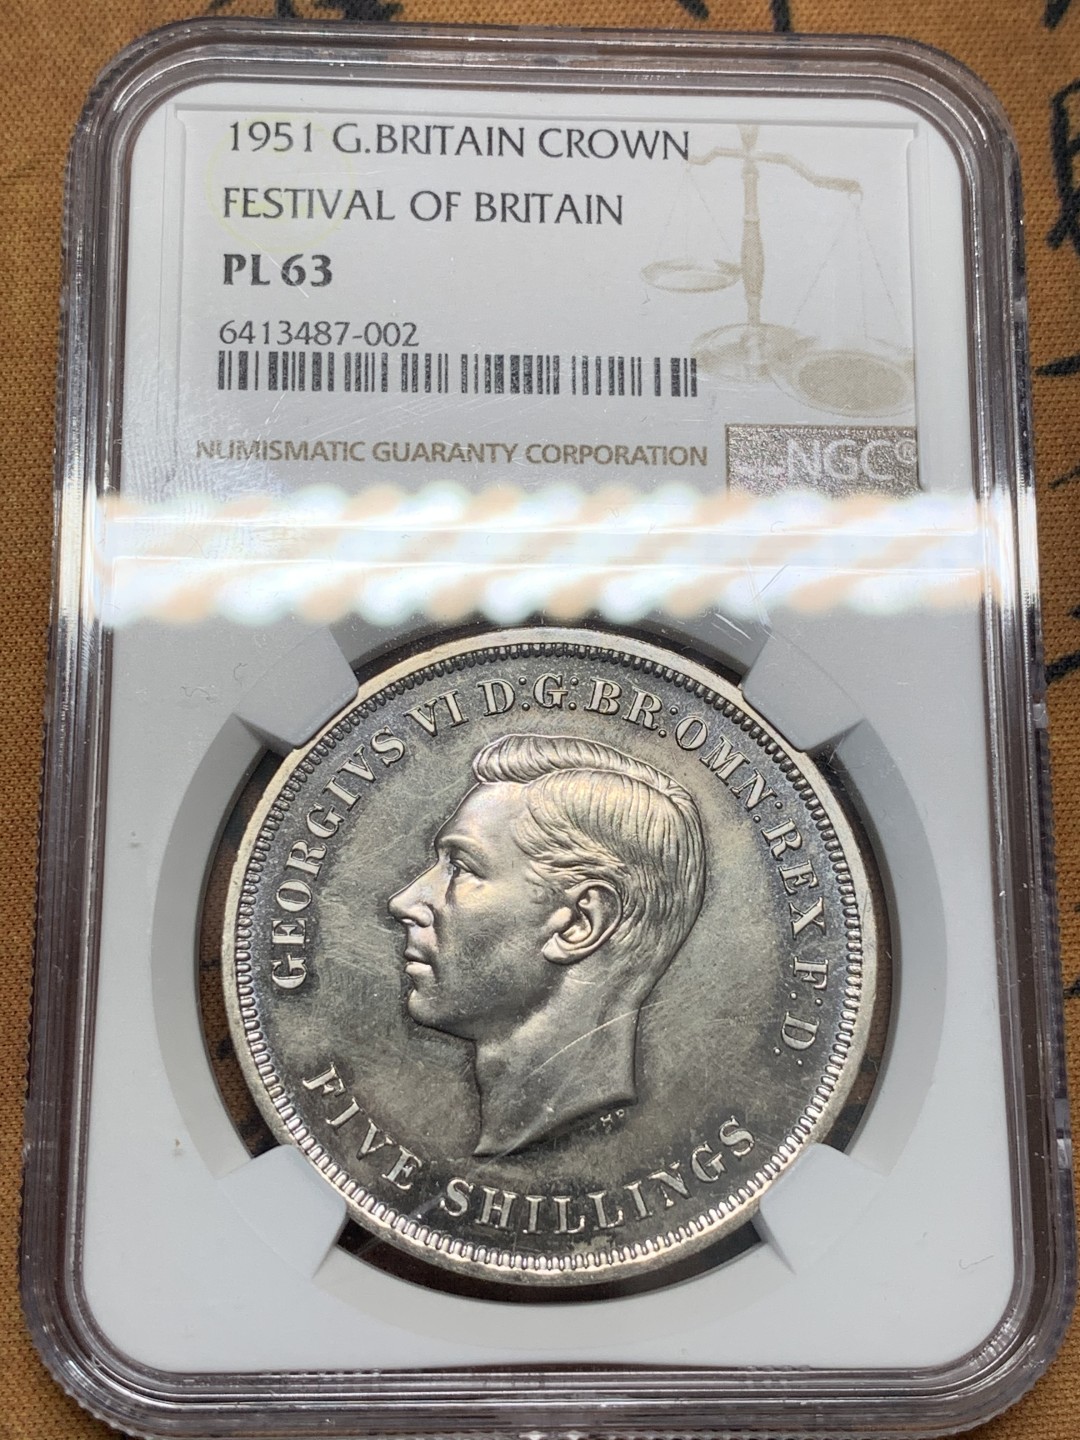 1951 G.BRITAIN CROWN
FESTIVAL OF BRITAIN
PL 63
6413487-002
NUMISMATIC GUARANTY CORPORATION
NGC®
GEORGIVS VI D:G:BR:OMN:REX F:D.
HP
FIVE SHILLINGS